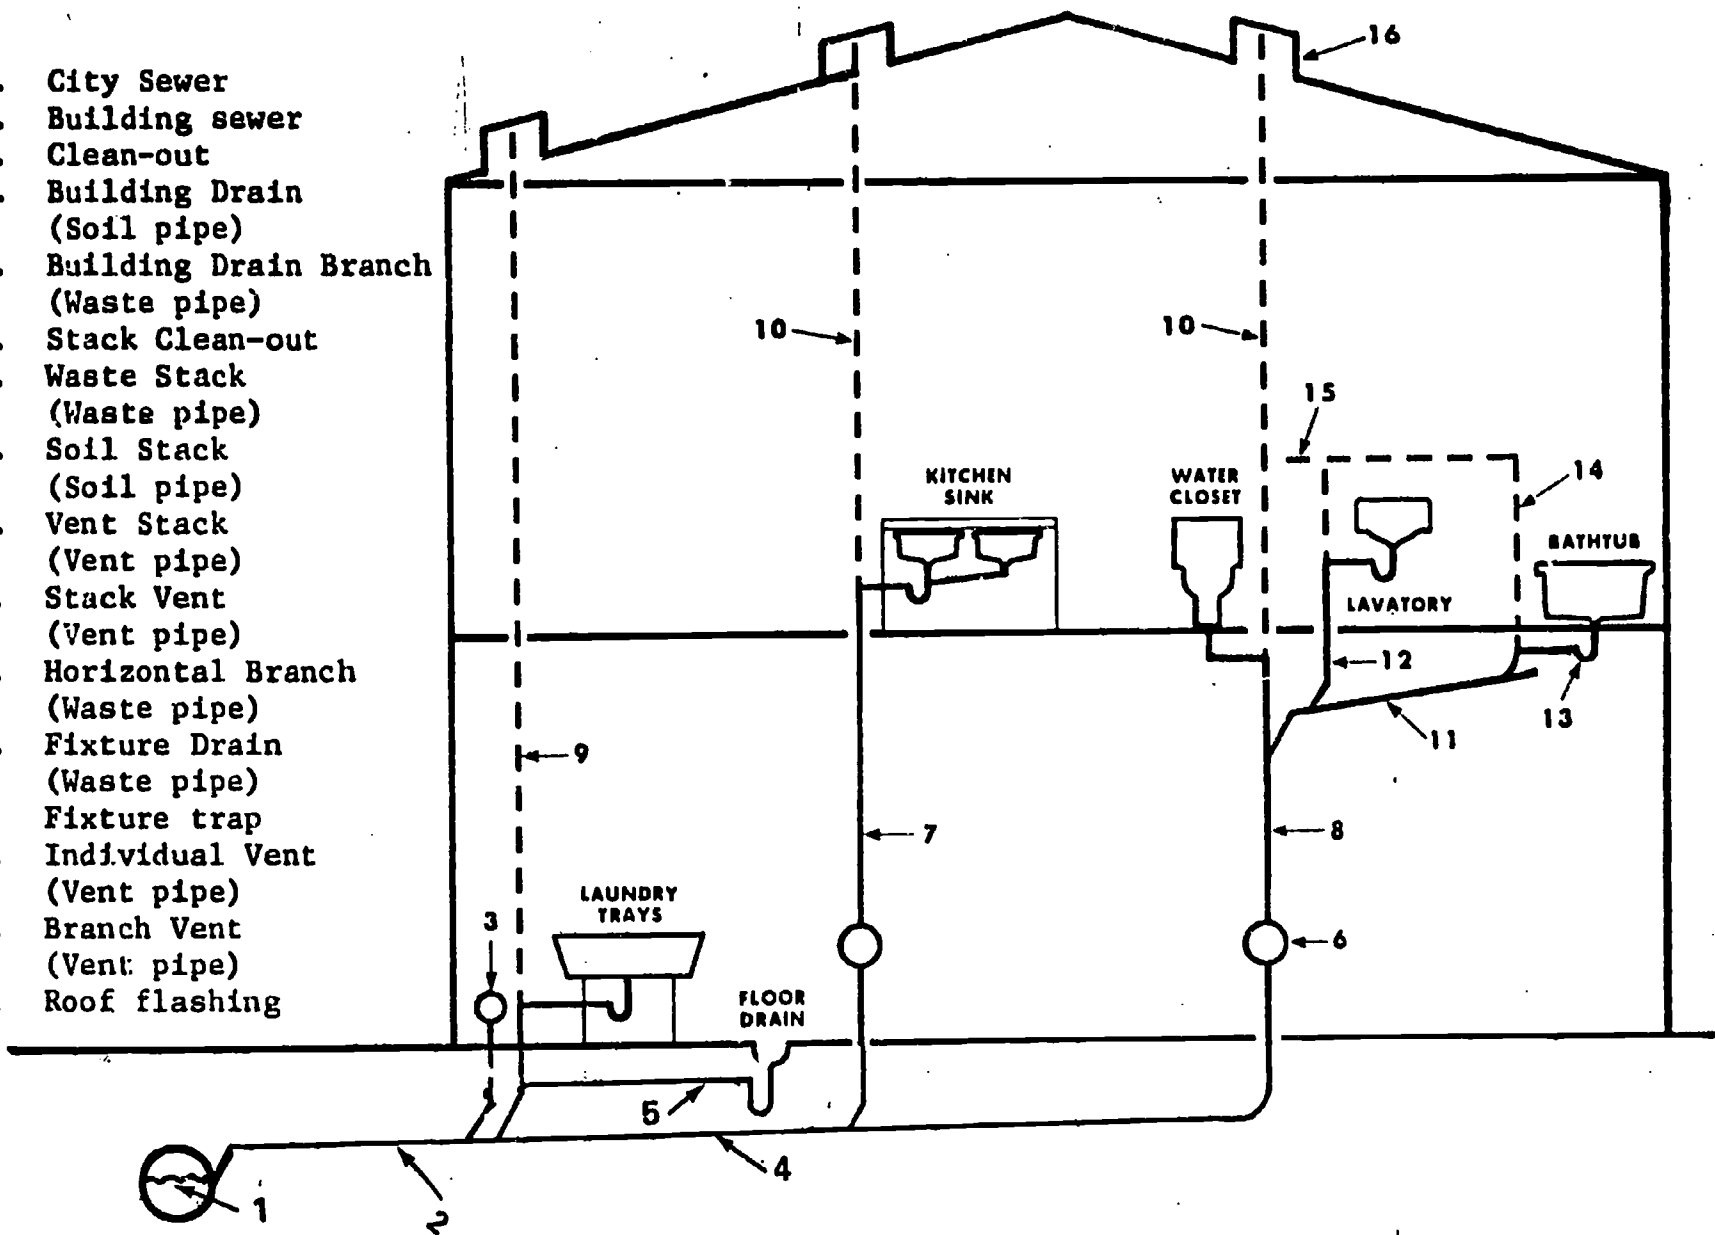 . City Sewer
. Building sewer
. Clean-out
. Building Drain
(Soil pipe)
. Building Drain Branch
(Waste pipe)
. Stack Clean-out
. Waste Stack
(Waste pipe)
. Soil Stack
(Soil pipe)
. Vent Stack
(Vent pipe)
. Stack Vent
(Vent pipe)
. Horizontal Branch
(Waste pipe)
. Fixture Drain
(Waste pipe)
Fixture trap
. Individual Vent
(Vent pipe)
. Branch Vent
(Vent pipe)
. Roof flashing
16
10
10
15
KITCHEN
SINK
WATER
CLOSET
14
BATHTUB
LAVATORY
12
13
11
9
7
8
LAUNDRY
TRAYS
3
6
FLOOR
DRAIN
5
4
1
2